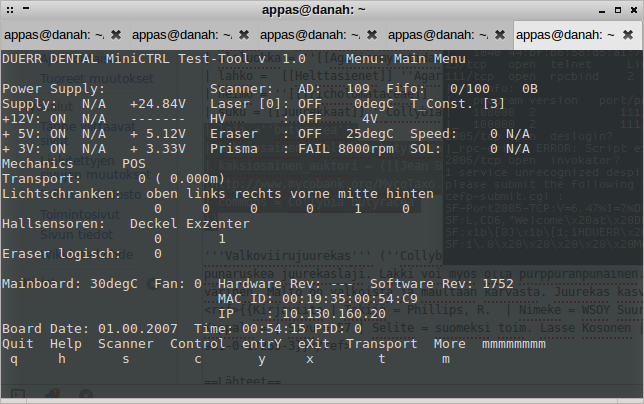 appas@danah: ~
appas@danah: ~ appas@danah: ~ appas@danah: ~ appas@danah: ~ appas@danah: ~
DUERR DENTAL MiniCTRL Test-Tool v 1.0 Menu: Main Menu
Power Supply: Scanner: AD: 109 Fifo: 0/100 0B
Supply: N/A +24.84V Laser [0]: OFF 0degC T_Const. [3]
+12V: ON N/A ------- HV : OFF 4V
+ 5V: ON N/A + 5.12V Eraser : OFF 25degC Speed: 0 N/A
+ 3V: ON N/A + 3.33V Prisma : FAIL 8000rpm SOL: 0 N/A
Mechanics POS
Transport: 0 ( 0.000m)
Lichtschranken: oben links rechts vorne mitte hinten
0 0 0 0 1 0
Hallsensoren: Deckel Exzenter
0 1
Eraser Logisch: 0
Mainboard: 30degC Fan: 0 Hardware Rev: --- Software Rev: 1752
MAC ID: 00:19:35:00:54:C9
IP : 10.130.160.20
Board Date: 01.00.2007 Time: 00:54:15 PID: 0
Quit Help Scanner Control entrY eXit Transport More mmmmmmmmm
q h s c y x t m
==Lähteet==